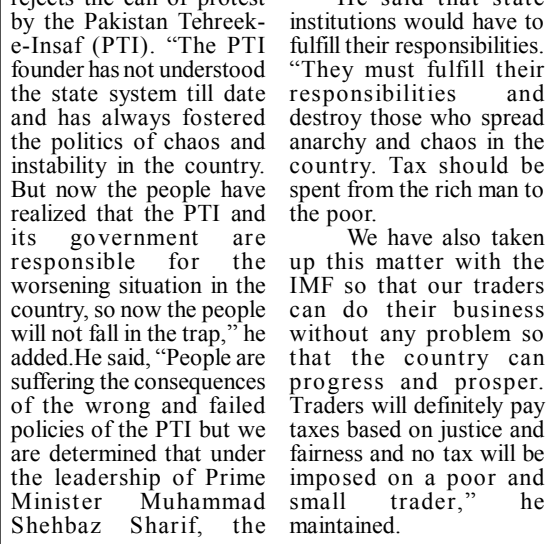 rejects the call of protest
by the Pakistan Tehreek-
e-Insaf (PTI). “The PTI
founder has not understood
the state system till date
and has always fostered
the politics of chaos and
instability in the country.
But now the people have
realized that the PTI and
its government are
responsible for the
worsening situation in the
country, so now the people
will not fall in the trap,” he
added.He said, “People are
suffering the consequences
of the wrong and failed
policies of the PTI but we
are determined that under
the leadership of Prime
Minister Muhammad
Shehbaz Sharif, the
He said that state
institutions would have to
fulfill their responsibilities.
“They must fulfill their
responsibilities and
destroy those who spread
anarchy and chaos in the
country. Tax should be
spent from the rich man to
the poor.
We have also taken
up this matter with the
IMF so that our traders
can do their business
without any problem so
that the country can
progress and prosper.
Traders will definitely pay
taxes based on justice and
fairness and no tax will be
imposed on a poor and
small trader,” he
maintained.